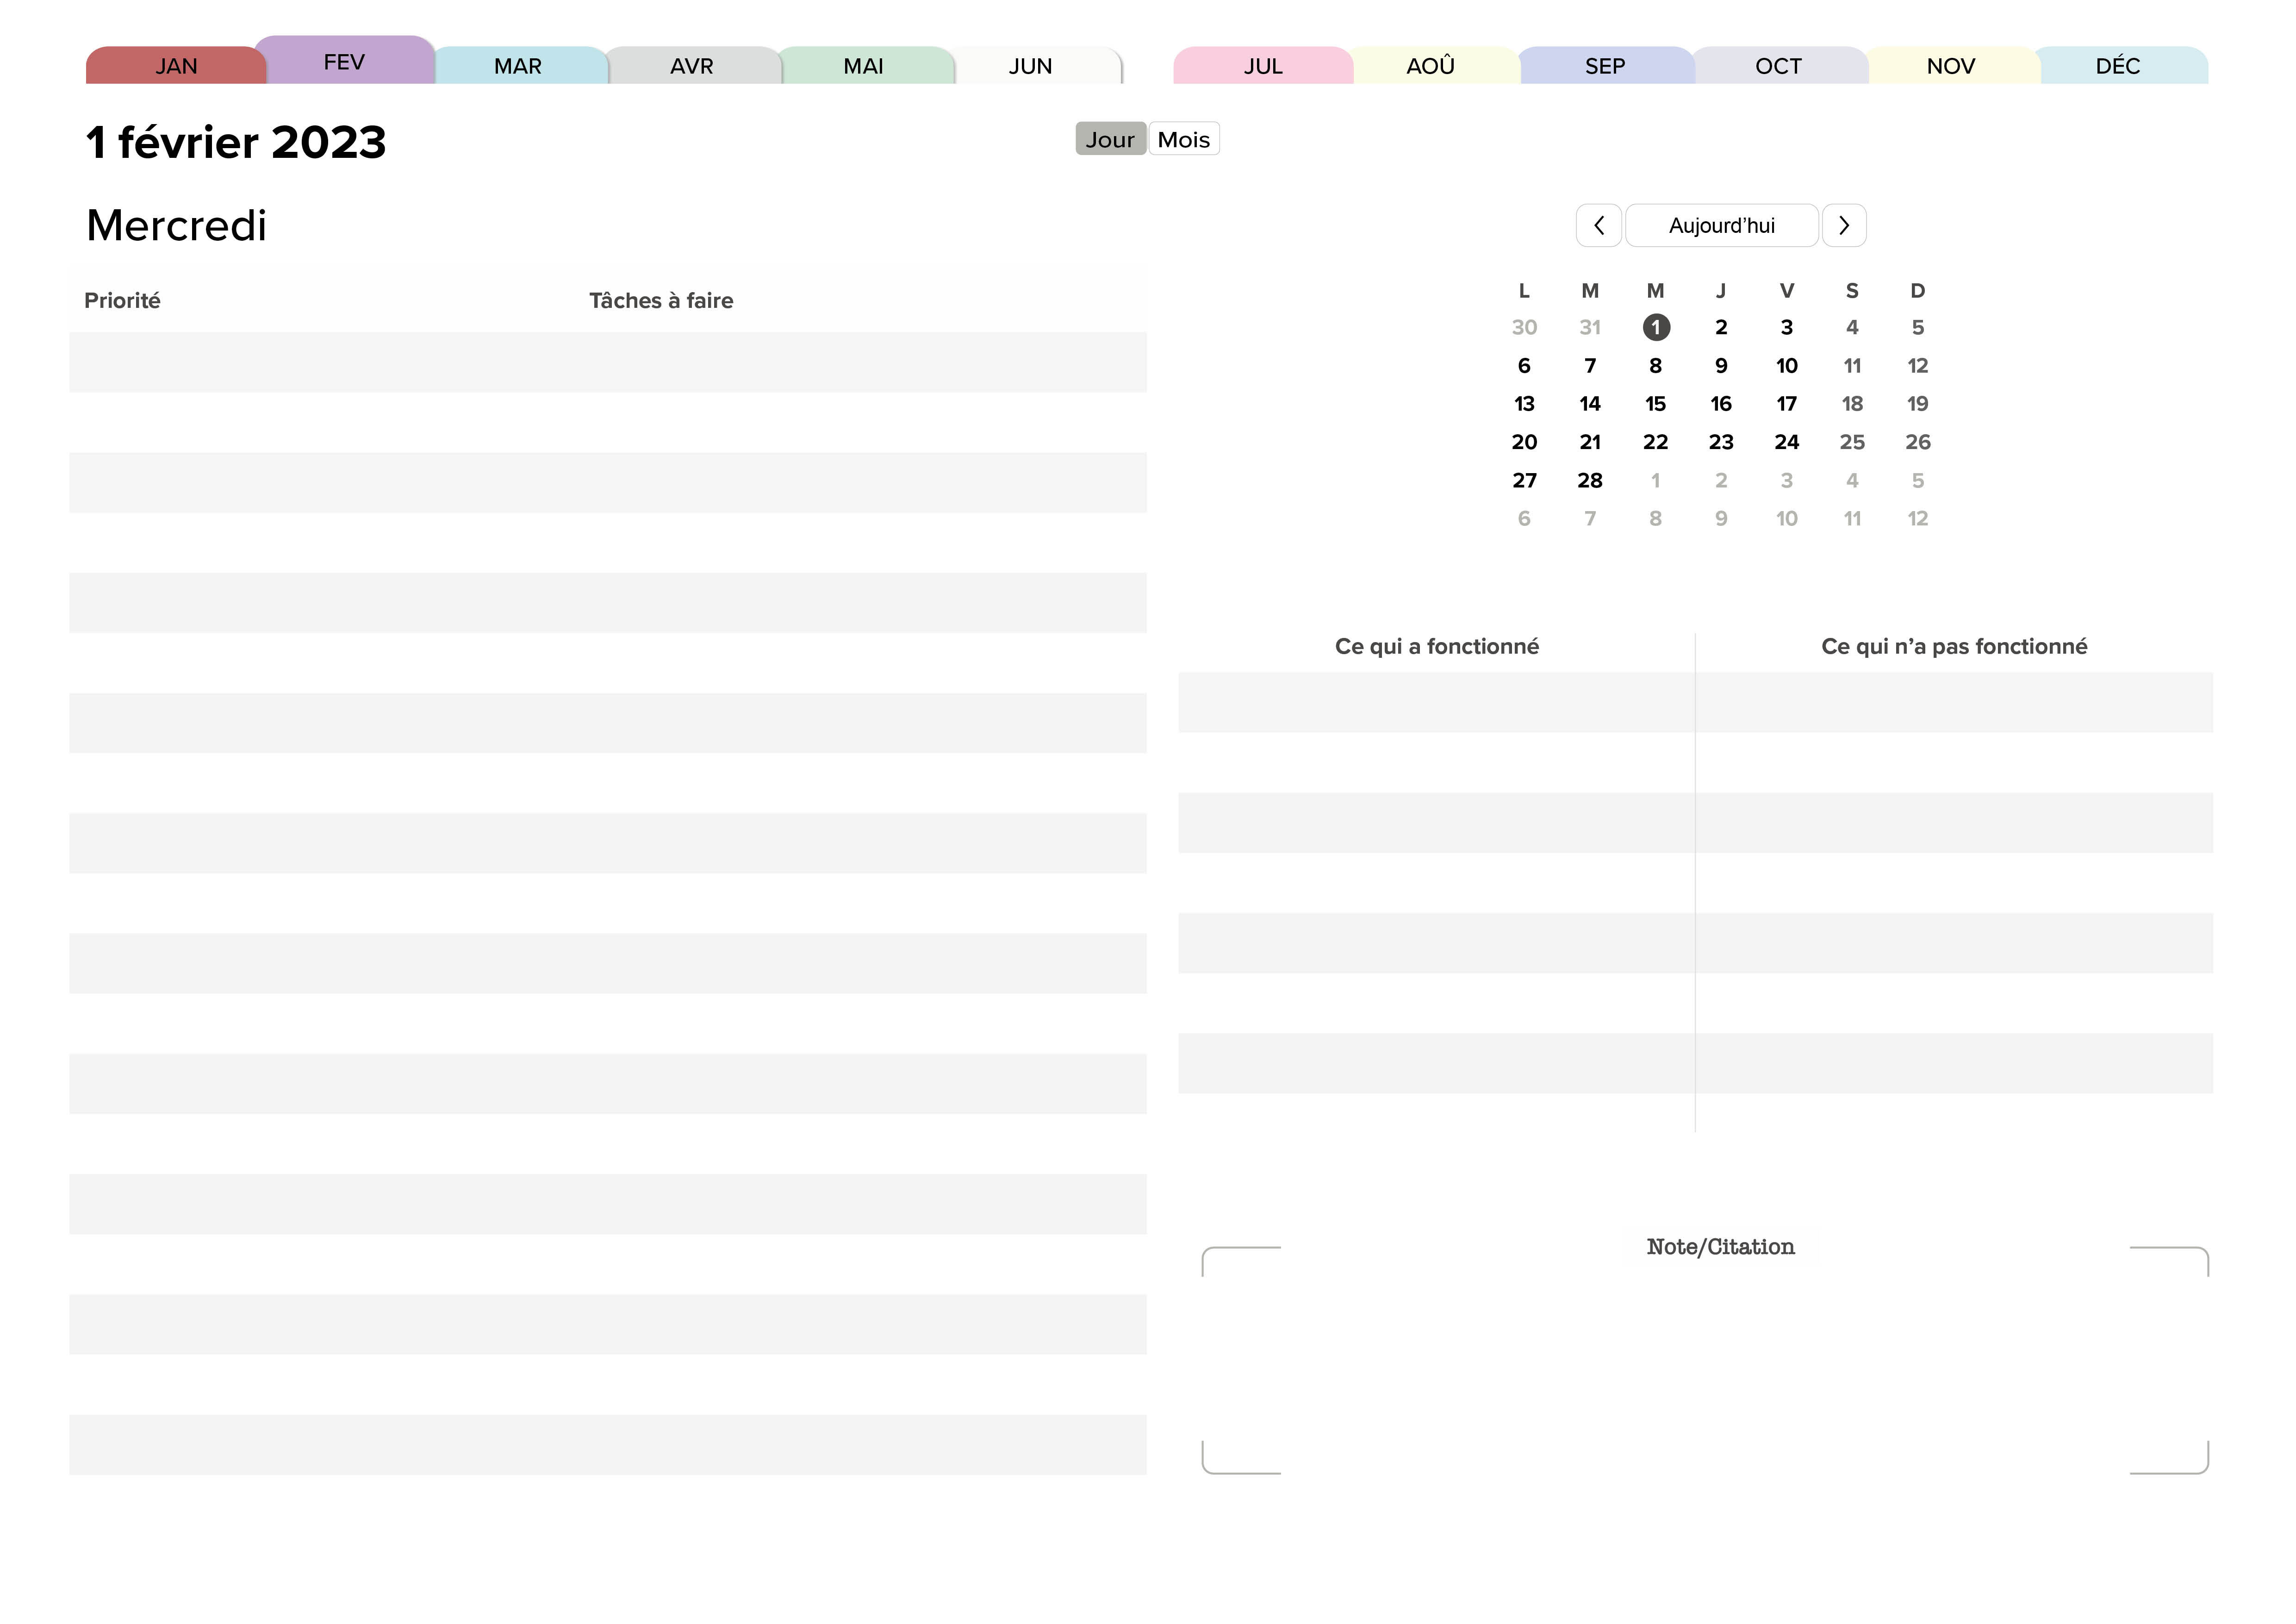 JAN FEV MAR AVR MAI JUN JUL AOÛ SEP OCT NOV DÉC
1 février 2023
Jour Mois
Mercredi
Aujourd’hui
Priorité Tâches à faire
L M M J V S D
30 31 1 2 3 4 5
6 7 8 9 10 11 12
13 14 15 16 17 18 19
20 21 22 23 24 25 26
27 28 1 2 3 4 5
6 7 8 9 10 11 12
Ce qui a fonctionné Ce qui n’a pas fonctionné
Note/Citation